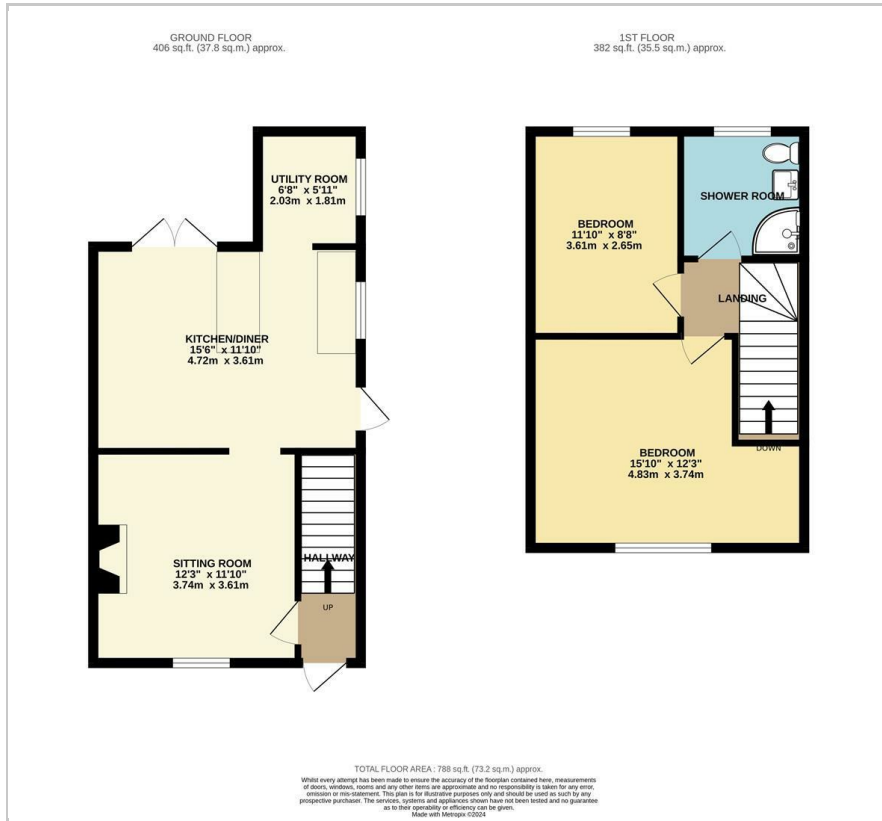 GROUND FLOOR
406 sq.ft. (37.8 sq.m.) approx.
1ST FLOOR
382 sq.ft. (35.5 sq.m.) approx.
UTILITY ROOM
6'8" x 5'11"
2.03m x 1.81m
KITCHEN/DINER
15'6" x 11'10"
4.72m x 3.61m
SITTING ROOM
12'3" x 11'10"
3.74m x 3.61m
HALLWAY
UP
BEDROOM
11'10" x 8'8"
3.61m x 2.65m
SHOWER ROOM
LANDING
DOWN
BEDROOM
15'10" x 12'3"
4.83m x 3.74m
TOTAL FLOOR AREA : 788 sq.ft. (73.2 sq.m.) approx.
Whilst every attempt has been made to ensure the accuracy of the floorplan contained here, measurements
of doors, windows, rooms and any other items are approximate and no responsibility is taken for any error,
omission or mis-statement. This plan is for illustrative purposes only and should be used as such by any
prospective purchaser. The services, systems and appliances shown have not been tested and no guarantee
as to their operability or efficiency can be given.
Made with Metropix ©2024